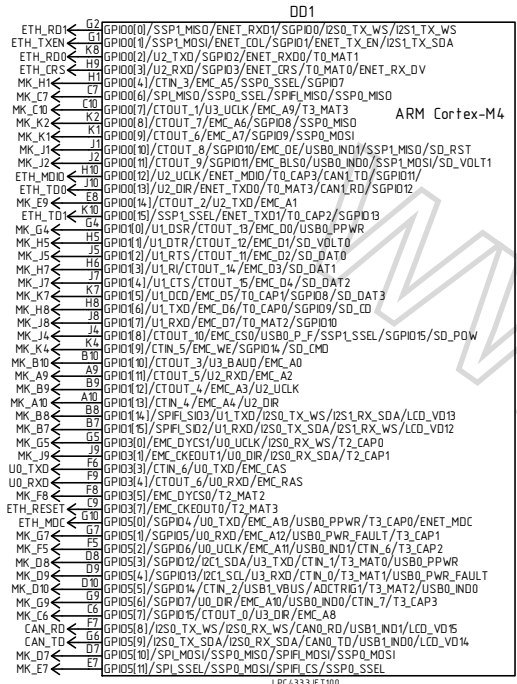 DD1
ARM Cortex-M4
ETH_RD1 G2 GPIO0[0]/SSP1_MISO/ENET_RXD1/SGPIO0/I2S0_TX_WS/I2S1_TX_WS
ETH_TXEN G1 GPIO0[1]/SSP1_MOSI/ENET_COL/SGPIO1/ENET_TX_EN/I2S1_TX_SDA
ETH_RD0 K8 GPIO0[2]/U2_TXD/SGPIO2/ENET_RXD0/T0_MAT1
ETH_CRS H9 GPIO0[3]/U2_RXD/SGPIO3/ENET_CRS/T0_MAT0/ENET_RX_DV
MK_H1 H1 GPIO0[4]/CTIN_3/EMC_A5/SSP0_SSEL/SGPIO7
MK_C7 C7 GPIO0[6]/SPI_MISO/SSP0_SSEL/SPIFI_MISO/SSP0_MISO
MK_C10 C10 GPIO0[7]/CTOUT_1/U3_UCLK/EMC_A9/T3_MAT3
MK_K2 K2 GPIO0[8]/CTOUT_7/EMC_A6/SGPIO8/SSP0_MISO
MK_K1 K1 GPIO0[9]/CTOUT_6/EMC_A7/SGPIO9/SSP0_MOSI
MK_J1 J1 GPIO0[10]/CTOUT_8/SGPIO10/EMC_OE/USB0_IND1/SSP1_MISO/SD_RST
MK_J2 J2 GPIO0[11]/CTOUT_9/SGPIO11/EMC_BLS0/USB0_IND0/SSP1_MOSI/SD_VOLT1
ETH_MDIO H10 GPIO0[12]/U2_UCLK/ENET_MDIO/T0_CAP3/CAN1_TD/SGPIO11/
ETH_TD0 J10 GPIO0[13]/U2_DIR/ENET_TXD0/T0_MAT3/CAN1_RD/SGPIO12
MK_E9 E8 GPIO0[14]/CTOUT_2/U2_TXD/EMC_A1
ETH_TD1 K10 GPIO0[15]/SSP1_SSEL/ENET_TXD1/T0_CAP2/SGPIO13
MK_G4 G4 GPIO1[0]/U1_DSR/CTOUT_13/EMC_D0/USB0_PPWR
MK_H5 H5 GPIO1[1]/U1_DTR/CTOUT_12/EMC_D1/SD_VOLT0
MK_J5 J5 GPIO1[2]/U1_RTS/CTOUT_11/EMC_D2/SD_DAT0
MK_H7 H6 GPIO1[3]/U1_RI/CTOUT_14/EMC_D3/SD_DAT1
MK_J7 J7 GPIO1[4]/U1_CTS/CTOUT_15/EMC_D4/SD_DAT2
MK_K7 K7 GPIO1[5]/U1_DCD/EMC_D5/T0_CAP1/SGPIO8/SD_DAT3
MK_H8 H8 GPIO1[6]/U1_TXD/EMC_D6/T0_CAP0/SGPIO9/SD_CD
MK_J8 J8 GPIO1[7]/U1_RXD/EMC_D7/T0_MAT2/SGPIO10
MK_J4 J4 GPIO1[8]/CTOUT_10/EMC_CS0/USB0_P_F/SSP1_SSEL/SGPIO15/SD_POW
MK_K4 K4 GPIO1[9]/CTIN_5/EMC_WE/SGPIO14/SD_CMD
MK_B10 B10 GPIO1[10]/CTOUT_3/U3_BAUD/EMC_A0
MK_A9 A9 GPIO1[11]/CTOUT_5/U2_RXD/EMC_A2
MK_B9 B9 GPIO1[12]/CTOUT_4/EMC_A3/U2_UCLK
MK_A10 A10 GPIO1[13]/CTIN_4/EMC_A4/U2_DIR
MK_B8 B8 GPIO1[14]/SPIFI_SIO3/U1_TXD/I2S0_TX_WS/I2S1_RX_SDA/LCD_VD13
MK_B7 B7 GPIO1[15]/SPIFI_SIO2/U1_RXD/I2S0_TX_SDA/I2S1_RX_WS/LCD_VD12
MK_G5 G5 GPIO3[0]/EMC_DYCS1/U0_UCLK/I2S0_RX_WS/T2_CAP0
MK_J9 J9 GPIO3[1]/EMC_CKEOUT1/U0_DIR/I2S0_RX_SDA/T2_CAP1
U0_TXD F6 GPIO3[3]/CTIN_6/U0_TXD/EMC_CAS
U0_RXD F9 GPIO3[4]/CTOUT_6/U0_RXD/EMC_RAS
MK_F8 F8 GPIO3[5]/EMC_DYCS0/T2_MAT2
ETH_RESET C9 GPIO3[7]/EMC_CKEOUT0/T2_MAT3
ETH_MDC G10 GPIO5[0]/SGPIO4/U0_TXD/EMC_A13/USB0_PPWR/T3_CAP0/ENET_MDC
MK_G7 G7 GPIO5[1]/SGPIO5/U0_RXD/EMC_A12/USB0_PWR_FAULT/T3_CAP1
MK_F5 F5 GPIO5[2]/SGPIO6/U0_UCLK/EMC_A11/USB0_IND1/CTIN_6/T3_CAP2
MK_D8 D8 GPIO5[3]/SGPIO12/I2C1_SDA/U3_TXD/CTIN_1/T3_MAT0/USB0_PPWR
MK_D9 D9 GPIO5[4]/SGPIO13/I2C1_SCL/U3_RXD/CTIN_0/T3_MAT1/USB0_PWR_FAULT
MK_D10 D10 GPIO5[5]/SGPIO14/CTIN_2/USB1_VBUS/ADCTRIG1/T3_MAT2/USB0_IND0
MK_G9 G9 GPIO5[6]/SGPIO7/U0_DIR/EMC_A10/USB0_IND0/CTIN_7/T3_CAP3
MK_C6 C6 GPIO5[7]/SGPIO15/CTOUT_0/U3_DIR/EMC_A8
CAN_RD F7 GPIO5[8]/I2S0_TX_WS/I2S0_RX_WS/CAN0_RD/USB1_IND1/LCD_VD15
CAN_TD G6 GPIO5[9]/I2S0_TX_SDA/I2S0_RX_SDA/CAN0_TD/USB1_IND0/LCD_VD14
MK_D7 D7 GPIO5[10]/SPI_MOSI/SSP0_MISO/SPIFI_MOSI/SSP0_MOSI
MK_E7 E7 GPIO5[11]/SPI_SSEL/SSP0_MOSI/SPIFI_CS/SSP0_SSEL
LPC4333JET100